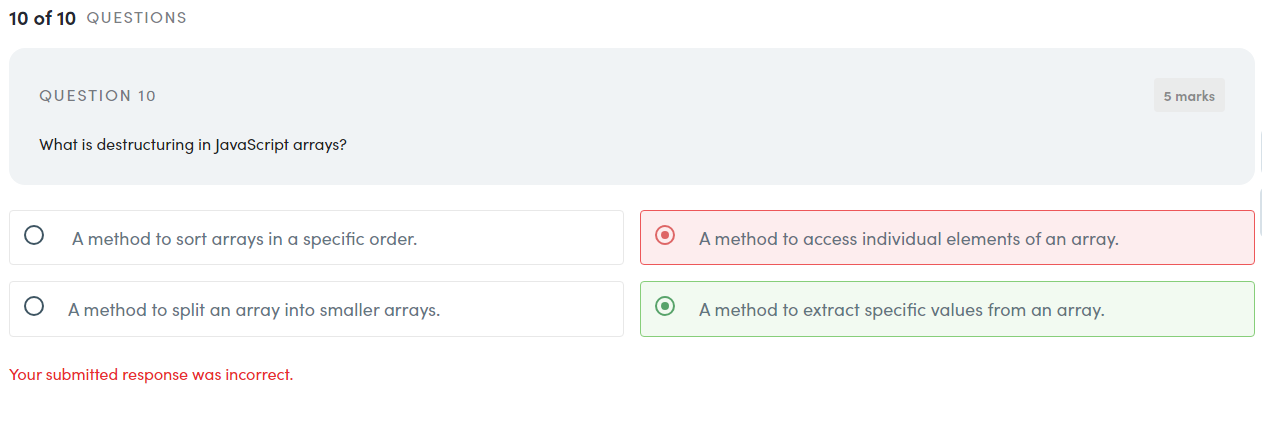 10 of 10 QUESTIONS
QUESTION 10
5 marks
What is destructuring in JavaScript arrays?
A method to sort arrays in a specific order.
A method to access individual elements of an array.
A method to split an array into smaller arrays.
A method to extract specific values from an array.
Your submitted response was incorrect.